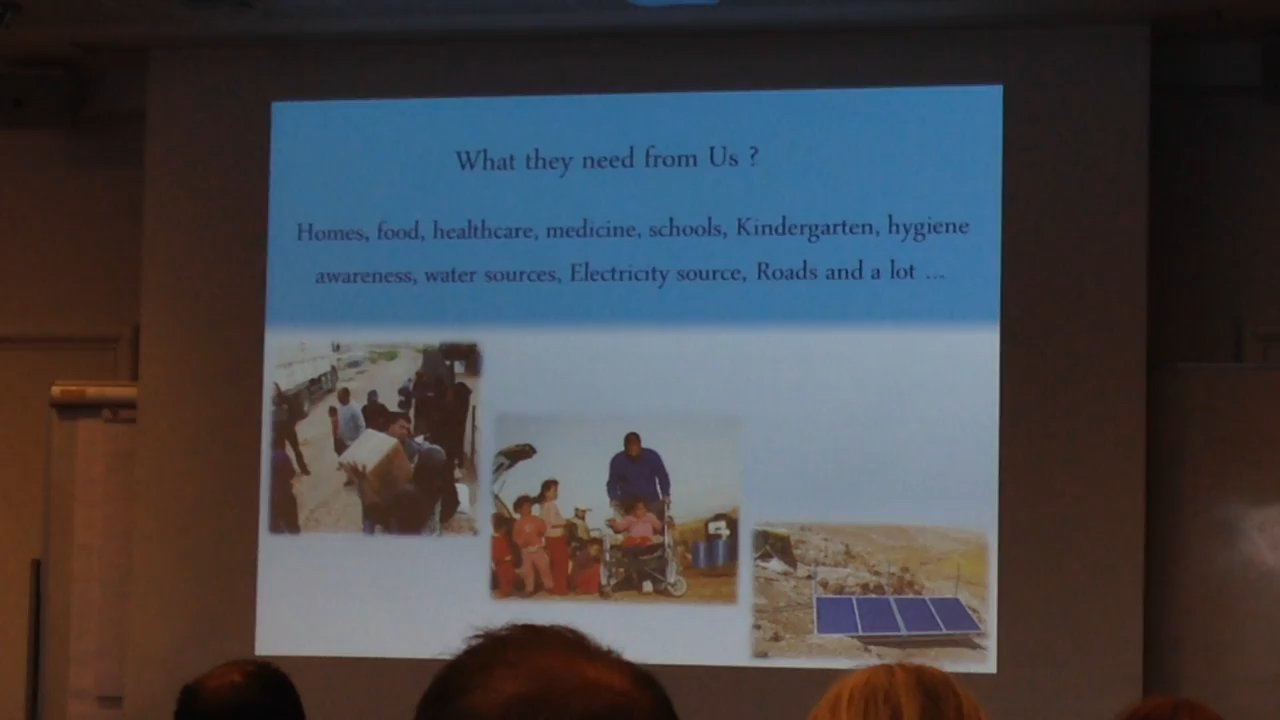 What they need from Us ?
Homes, food, healthcare, medicine, schools, Kindergarten, hygiene
awareness, water sources, Electricity source, Roads and a lot ...